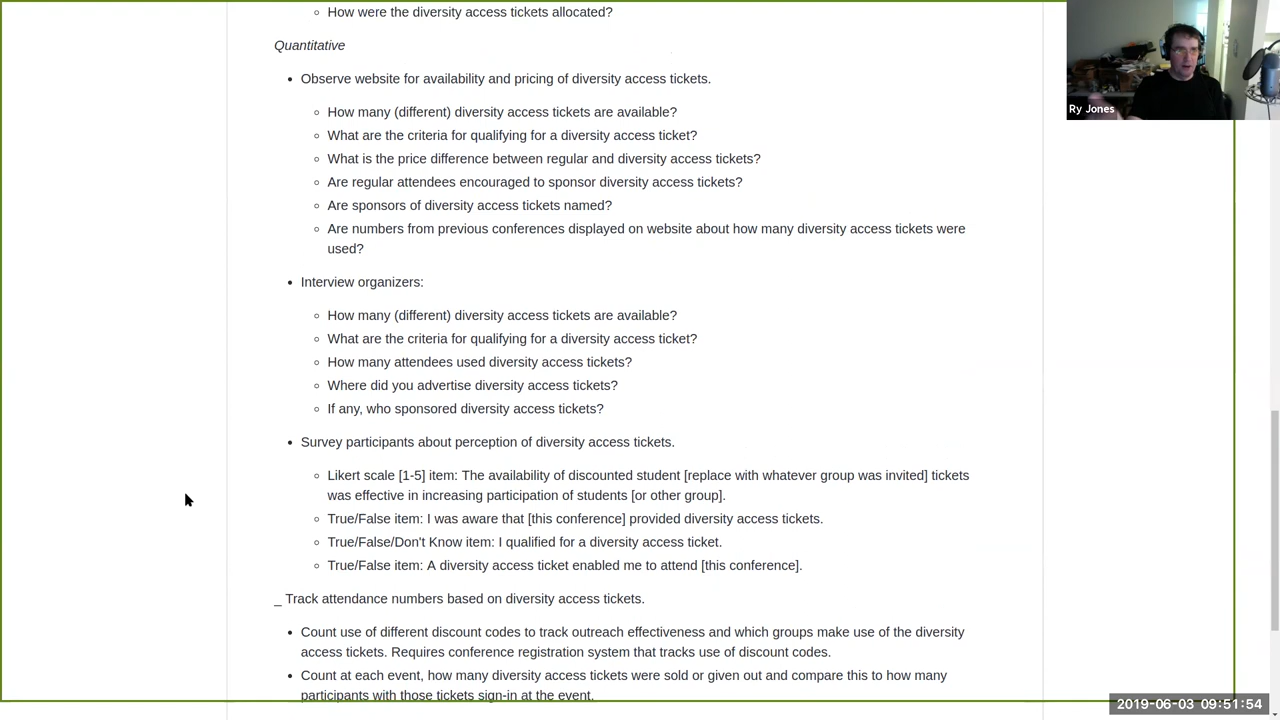 How were the diversity access tickets allocated?
Quantitative
Observe website for availability and pricing of diversity access tickets.
How many (different) diversity access tickets are available?
What are the criteria for qualifying for a diversity access ticket?
What is the price difference between regular and diversity access tickets?
Are regular attendees encouraged to sponsor diversity access tickets?
Are sponsors of diversity access tickets named?
Are numbers from previous conferences displayed on website about how many diversity access tickets were
used?
Interview organizers:
How many (different) diversity access tickets are available?
What are the criteria for qualifying for a diversity access ticket?
How many attendees used diversity access tickets?
Where did you advertise diversity access tickets?
If any, who sponsored diversity access tickets?
Survey participants about perception of diversity access tickets.
Likert scale [1-5] item: The availability of discounted student [replace with whatever group was invited] tickets
was effective in increasing participation of students [or other group].
True/False item: I was aware that [this conference] provided diversity access tickets.
True/False/Don't Know item: I qualified for a diversity access ticket.
True/False item: A diversity access ticket enabled me to attend [this conference].
_ Track attendance numbers based on diversity access tickets.
Count use of different discount codes to track outreach effectiveness and which groups make use of the diversity
access tickets. Requires conference registration system that tracks use of discount codes.
Count at each event, how many diversity access tickets were sold or given out and compare this to how many
participants with those tickets sign-in at the event.
Ry Jones
2019-06-03 09:51:54